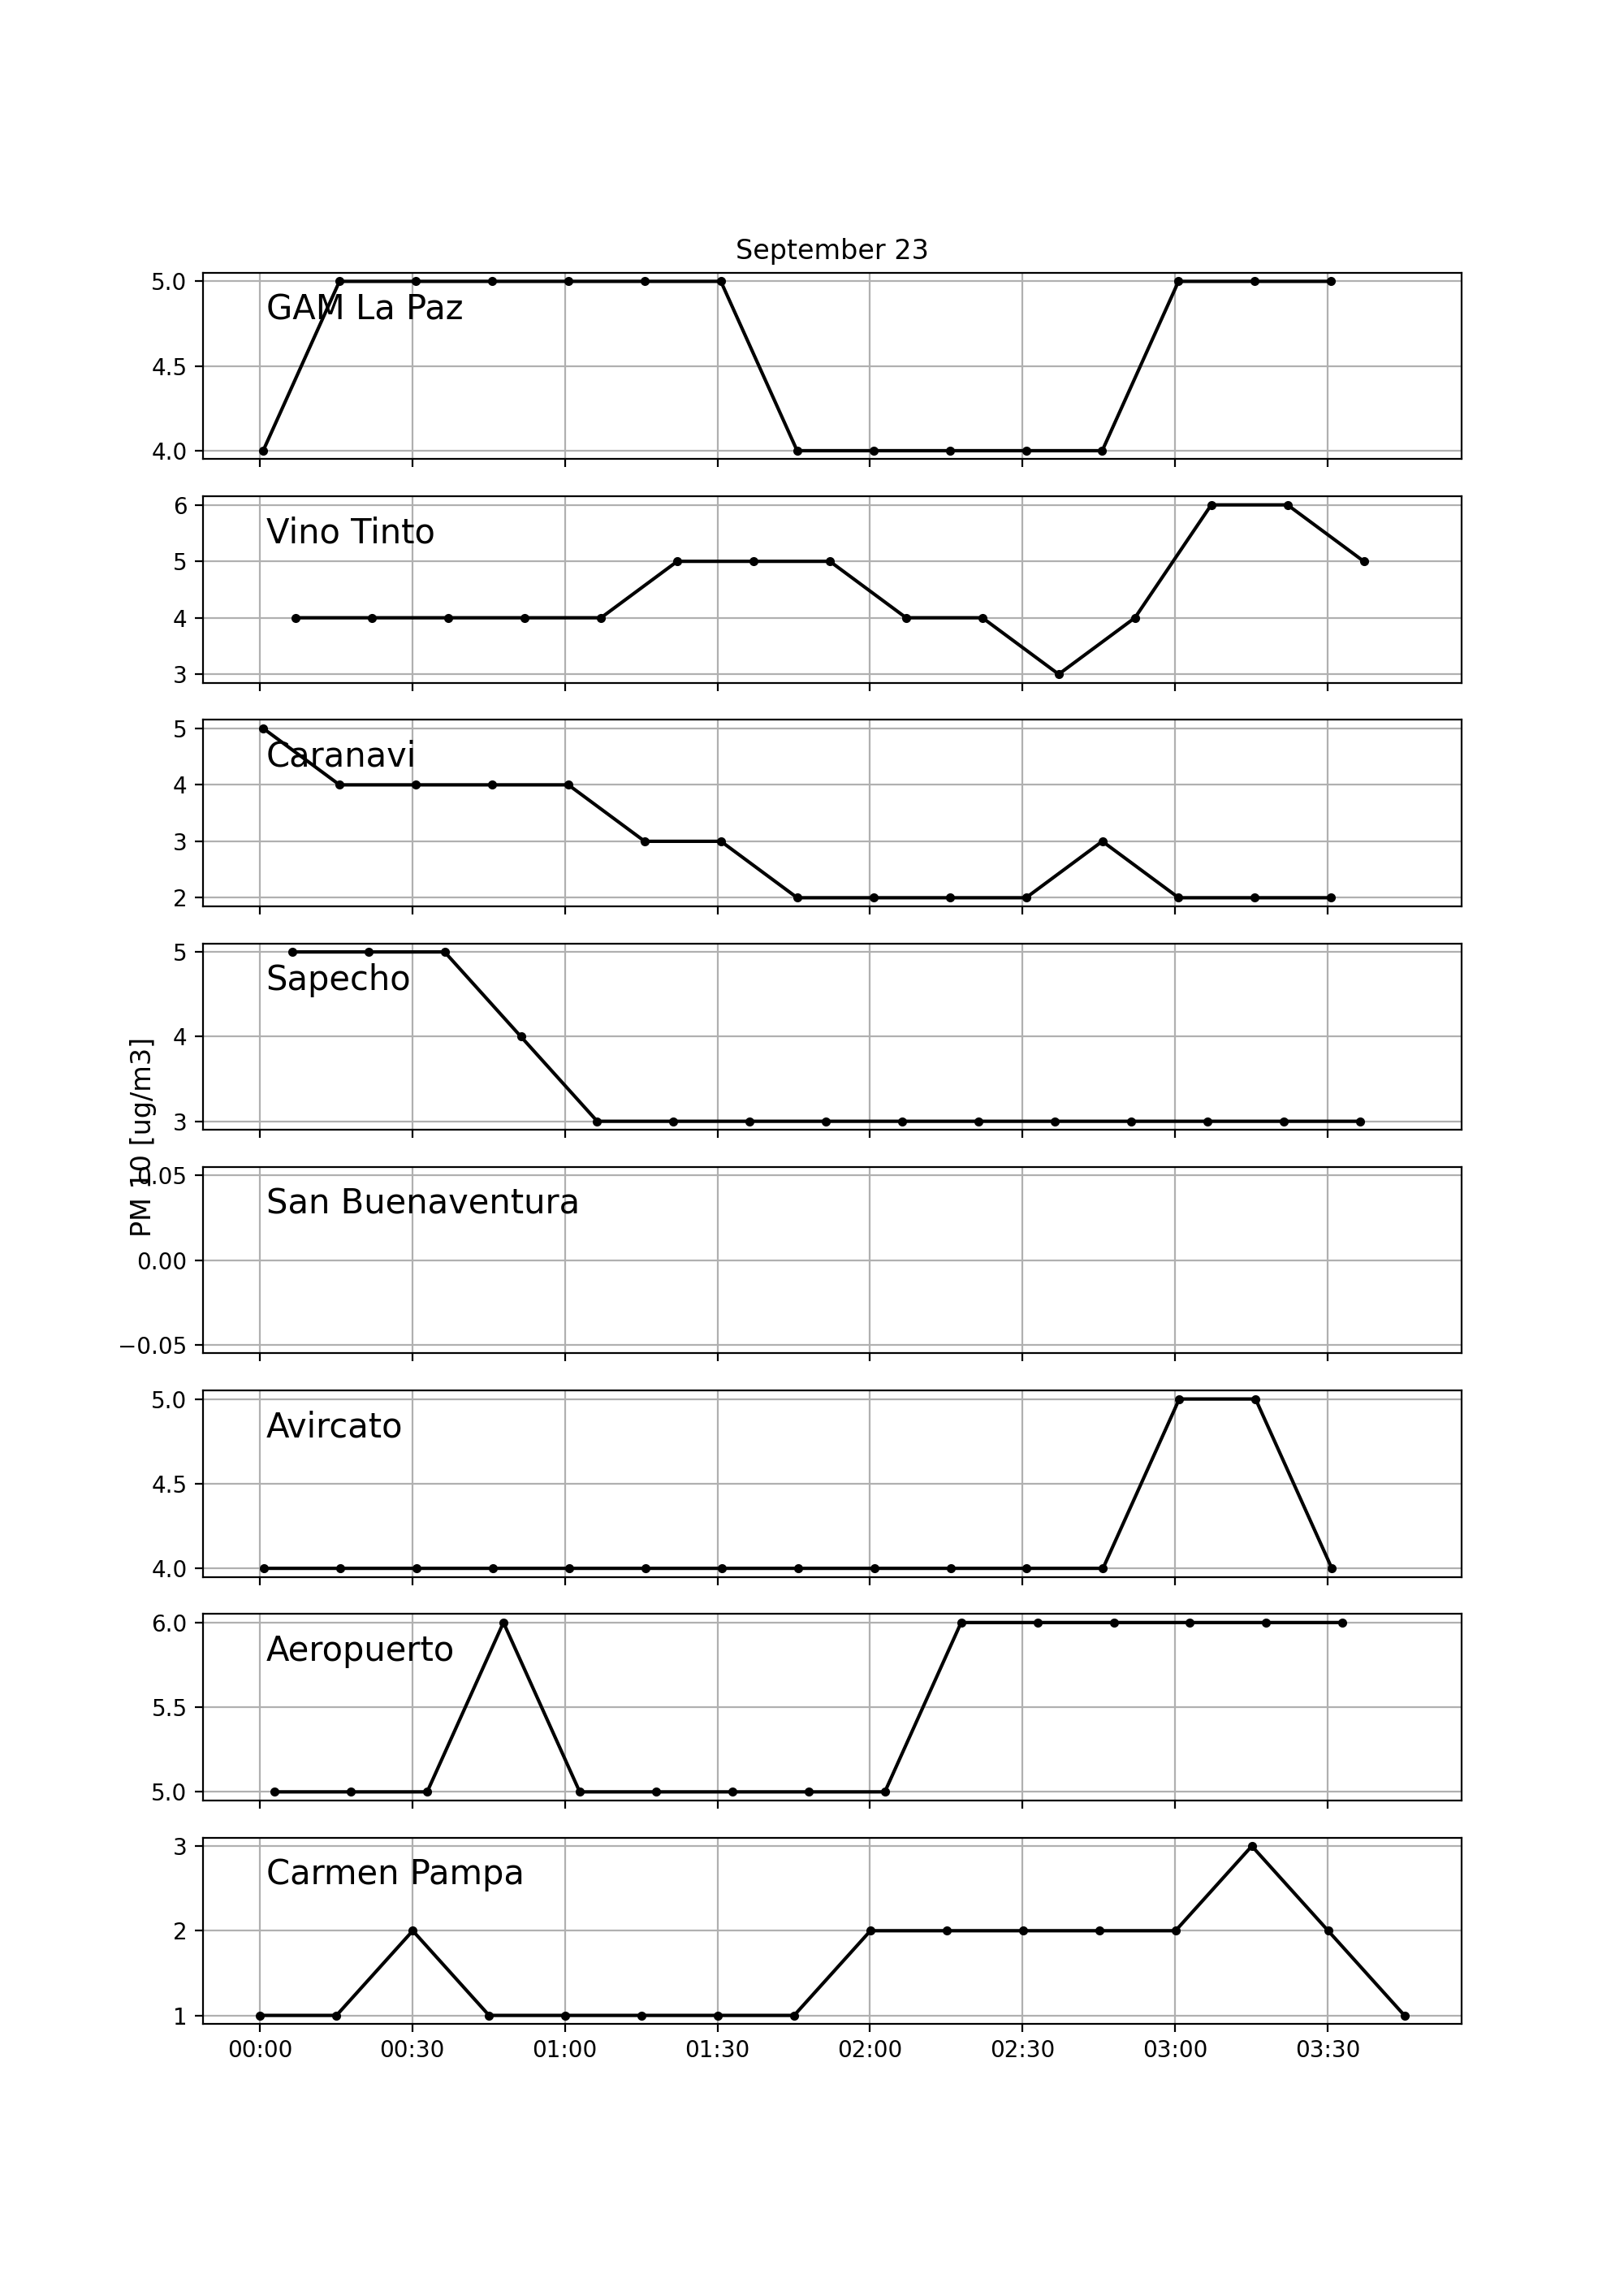 September 23
5.0
GAM La Paz
4.5
4.0
6
Vino Tinto
5
4
3
5
Caranavi
4
3
2
5
Sapecho
4
3
PM 10 [ug/m3]
0.05
San Buenaventura
0.00
−0.05
5.0
Avircato
4.5
4.0
6.0
Aeropuerto
5.5
5.0
3
Carmen Pampa
2
1
00:00 00:30 01:00 01:30 02:00 02:30 03:00 03:30